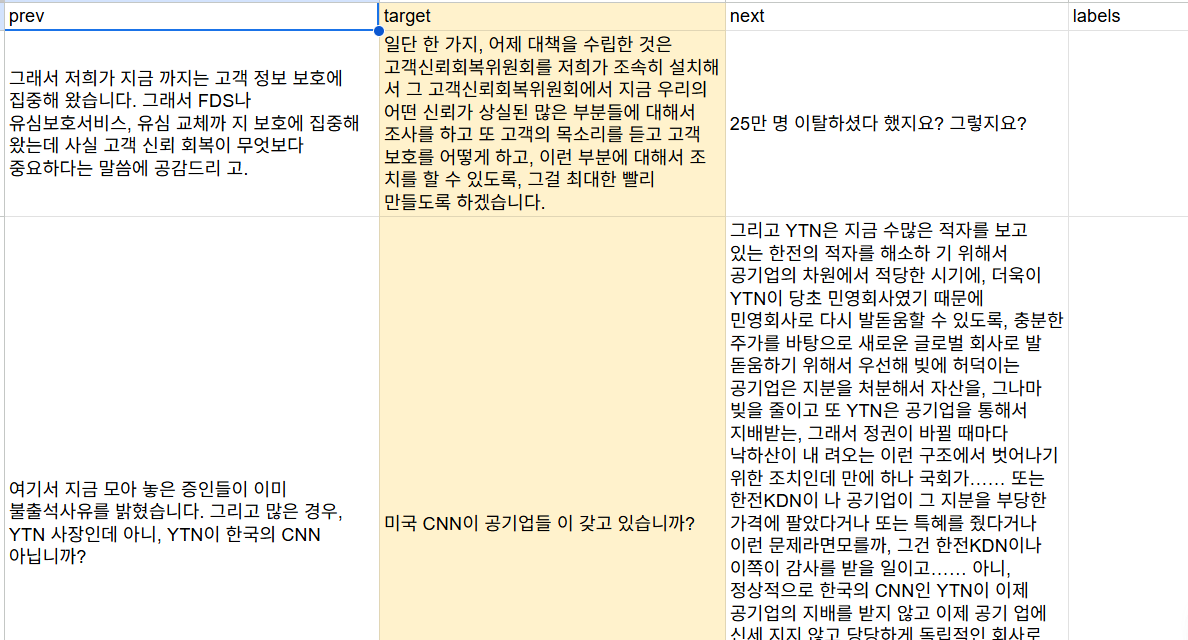 prev
target
next
labels
그래서 저희가 지금 까지는 고객 정보 보호에
집중해 왔습니다. 그래서 FDS나
유심보호서비스, 유심 교체까 지 보호에 집중해
왔는데 사실 고객 신뢰 회복이 무엇보다
중요하다는 말씀에 공감드리 고.
일단 한 가지, 어제 대책을 수립한 것은
고객신뢰회복위원회를 저희가 조속히 설치해
서 그 고객신뢰회복위원회에서 지금 우리의
어떤 신뢰가 상실된 많은 부분들에 대해서
조사를 하고 또 고객의 목소리를 듣고 고객
보호를 어떻게 하고, 이런 부분에 대해서 조
치를 할 수 있도록, 그걸 최대한 빨리
만들도록 하겠습니다.
25만 명 이탈하셨다 했지요? 그렇지요?
여기서 지금 모아 놓은 증인들이 이미
불출석사유를 밝혔습니다. 그리고 많은 경우,
YTN 사장인데 아니, YTN이 한국의 CNN
아닙니까?
미국 CNN이 공기업들 이 갖고 있습니까?
그리고 YTN은 지금 수많은 적자를 보고
있는 한전의 적자를 해소하 기 위해서
공기업의 차원에서 적당한 시기에, 더욱이
YTN이 당초 민영회사였기 때문에
민영회사로 다시 발돋움할 수 있도록, 충분한
주가를 바탕으로 새로운 글로벌 회사로 발
돋움하기 위해서 우선해 빚에 허덕이는
공기업은 지분을 처분해서 자산을, 그나마
빚을 줄이고 또 YTN은 공기업을 통해서
지배받는, 그래서 정권이 바뀔 때마다
낙하산이 내 려오는 이런 구조에서 벗어나기
위한 조치인데 만에 하나 국회가…… 또는
한전KDN이 나 공기업이 그 지분을 부당한
가격에 팔았다거나 또는 특혜를 줬다거나
이런 문제라면모를까, 그건 한전KDN이나
이쪽이 감사를 받을 일이고…… 아니,
정상적으로 한국의 CNN인 YTN이 이제
공기업의 지배를 받지 않고 이제 공기 업에
신세 지지 않고 당당하게 독립적인 회사로